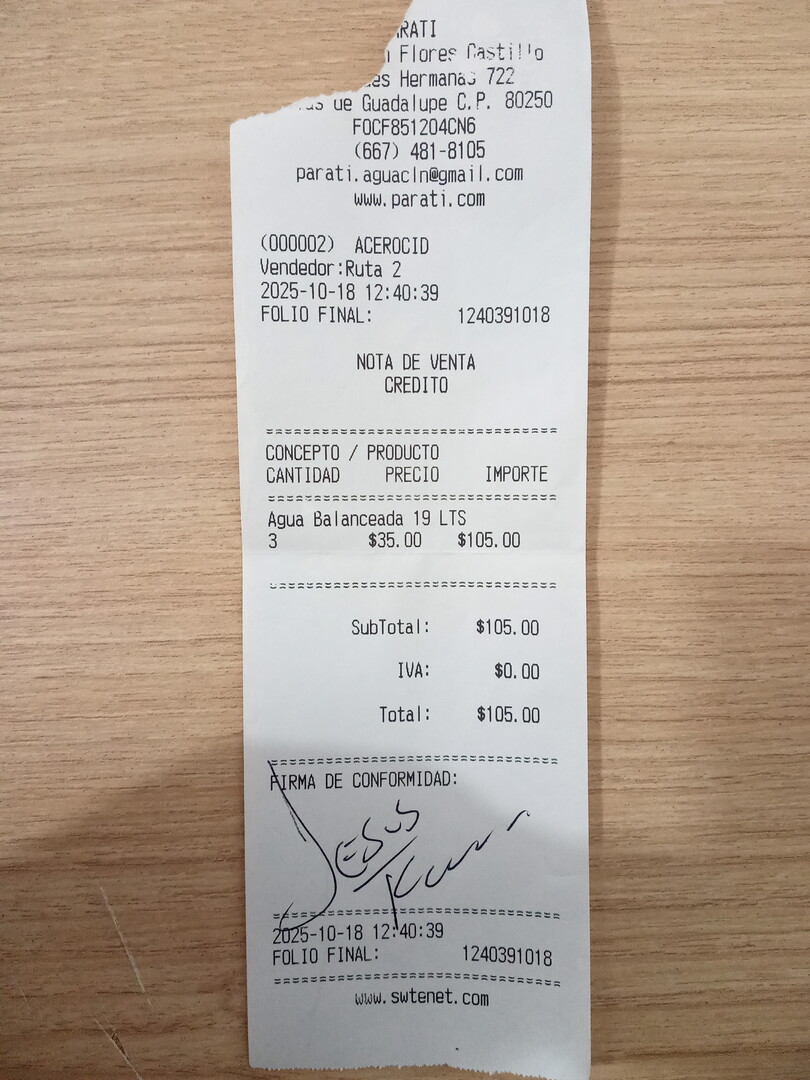 Flores Castillo
Hermanas 722
de Guadalupe C.P. 80250
FOCF851204CN6
(667) 481-8105
parati.aguacln@gmail.com
www.parati.com
(000002) ACEROCID
Vendedor:Ruta 2
2025-10-18 12:40:39
FOLIO FINAL: 1240391018
NOTA DE VENTA
CREDITO
CONCEPTO / PRODUCTO
CANTIDAD PRECIO IMPORTE
Agua Balanceada 19 LTS
3 $35.00 $105.00
SubTotal: $105.00
IVA: $0.00
Total: $105.00
FIRMA DE CONFORMIDAD:
Jesus
2025-10-18 12:40:39
FOLIO FINAL: 1240391018
www.swtenet.com